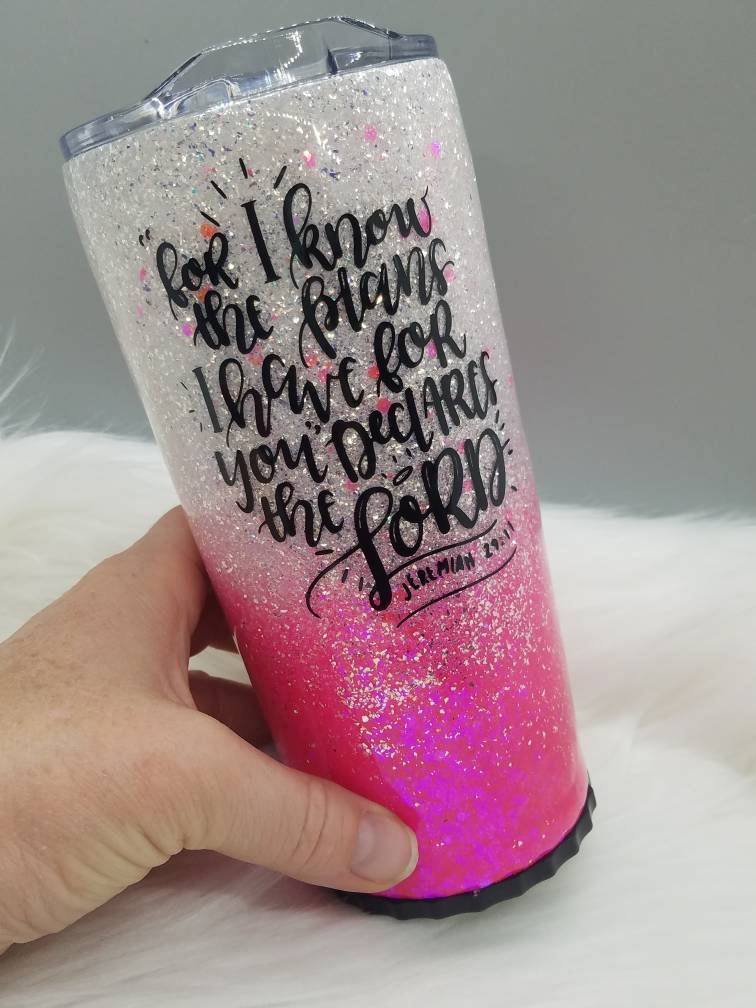 "for I know
the plans
I have for
you" Declares
the LORD
JEREMIAH 29:11